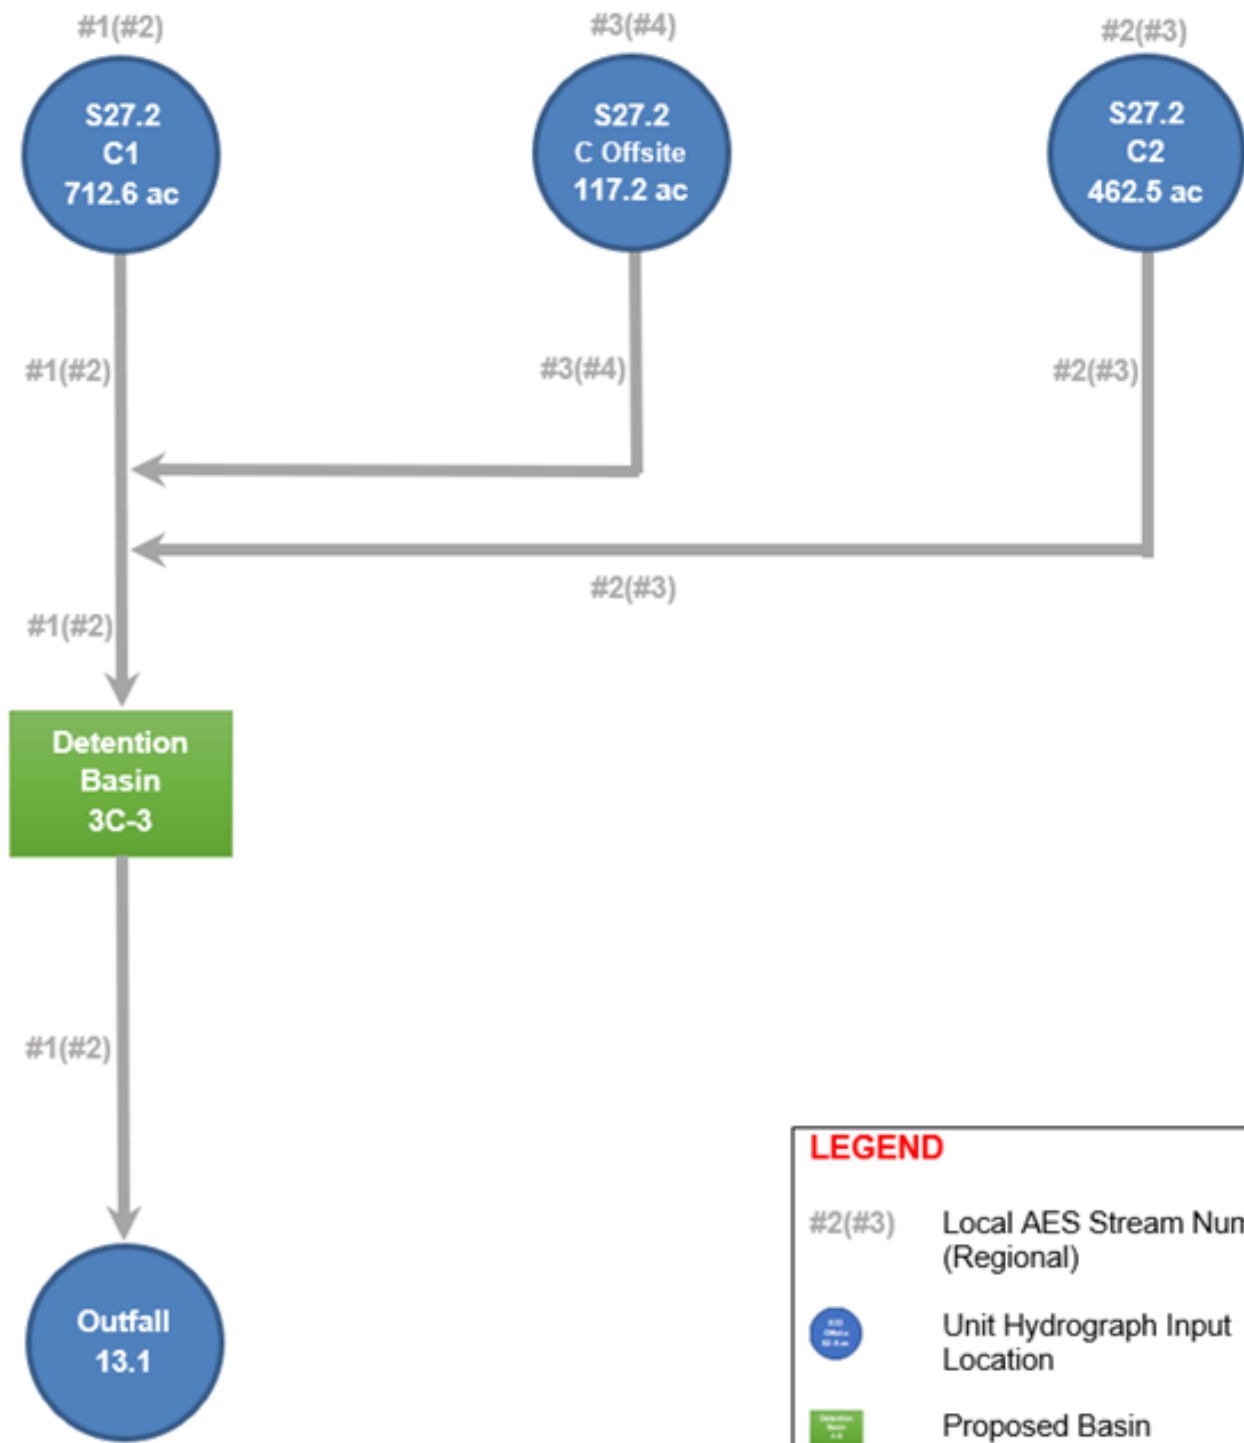 #1(#2)
#3(#4)
#2(#3)
S27.2
C1
712.6 ac
S27.2
C Offsite
117.2 ac
S27.2
C2
462.5 ac
#1(#2)
#3(#4)
#2(#3)
#2(#3)
#1(#2)
Detention
Basin
3C-3
#1(#2)
Outfall
13.1
LEGEND
#2(#3)
Local AES Stream Num
(Regional)
Unit Hydrograph Input
Location
Proposed Basin